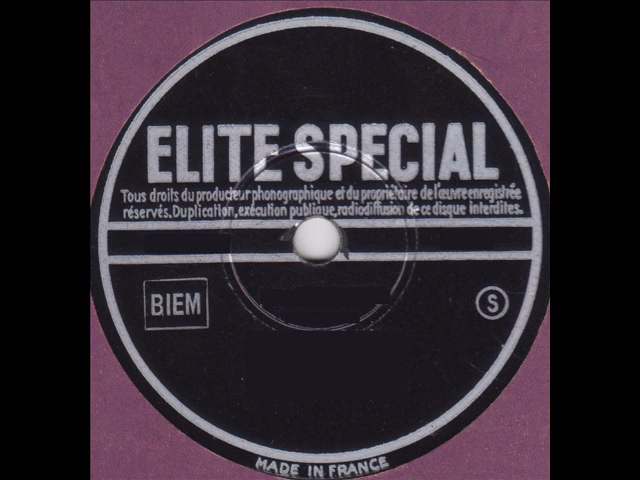 ELITE SPECIAL
Tous droits du producteur phonographique et du propriétaire de l'œuvre enregistrée
réservés. Duplication, exécution publique, radiodiffusion de ce disque interdites.
BIEM
S
MADE IN FRANCE